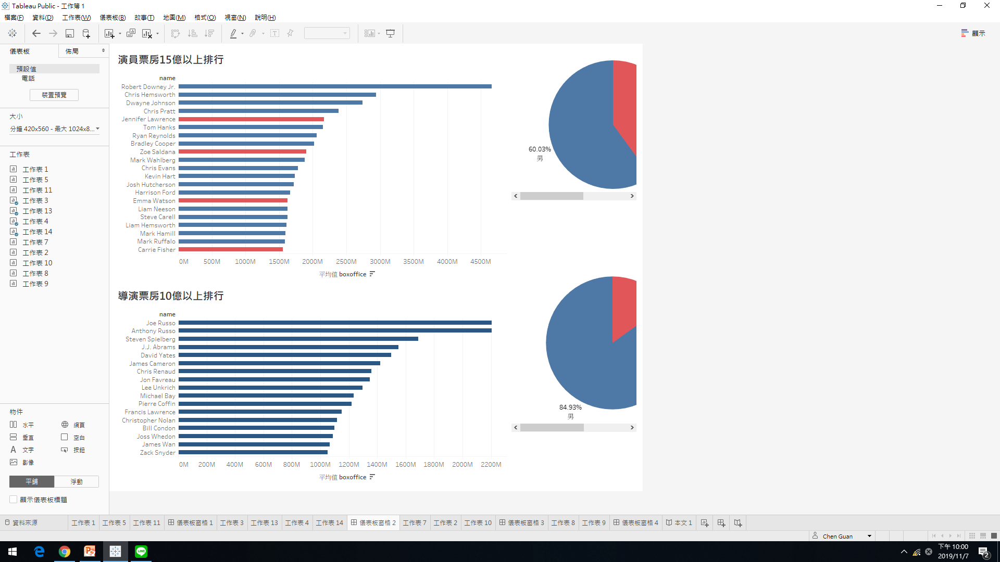 Tableau Public - 工作簿 1
檔案(F) 資料(D) 工作表(W) 儀表板(B) 故事(T) 地圖(M) 格式(O) 視窗(N) 說明(H)
顯示
儀表板 佈局
預設值
電話
裝置預覽
大小
分鐘 420x560 - 最大 1024x8...
工作表
工作表 1
工作表 5
工作表 11
工作表 3
工作表 13
工作表 4
工作表 14
工作表 7
工作表 2
工作表 10
工作表 8
工作表 9
物件
水平 網頁
垂直 空白
文字 按鈕
影像
平鋪 浮動
顯示儀表板標題
演員票房15億以上排行
name
Robert Downey Jr.
Chris Hemsworth
Dwayne Johnson
Chris Pratt
Jennifer Lawrence
Tom Hanks
Ryan Reynolds
Bradley Cooper
Zoe Saldana
Mark Wahlberg
Chris Evans
Kevin Hart
Josh Hutcherson
Harrison Ford
Emma Watson
Liam Neeson
Steve Carell
Liam Hemsworth
Mark Hamill
Mark Ruffalo
Carrie Fisher
0M 500M 1000M 1500M 2000M 2500M 3000M 3500M 4000M 4500M
平均值 boxoffice
60.03%
男
導演票房10億以上排行
name
Joe Russo
Anthony Russo
Steven Spielberg
J.J. Abrams
David Yates
James Cameron
Chris Renaud
Jon Favreau
Lee Unkrich
Michael Bay
Pierre Coffin
Francis Lawrence
Christopher Nolan
Bill Condon
Joss Whedon
James Wan
Zack Snyder
0M 200M 400M 600M 800M 1000M 1200M 1400M 1600M 1800M 2000M 2200M
平均值 boxoffice
84.93%
男
資料來源 工作表 1 工作表 5 工作表 11 儀表板窗格 1 工作表 3 工作表 13 工作表 4 工作表 14 儀表板窗格 2 工作表 7 工作表 2 工作表 10 儀表板窗格 3 工作表 8 工作表 9 儀表板窗格 4 本文 1
Chen Guan
下午 10:00
2019/11/7
2